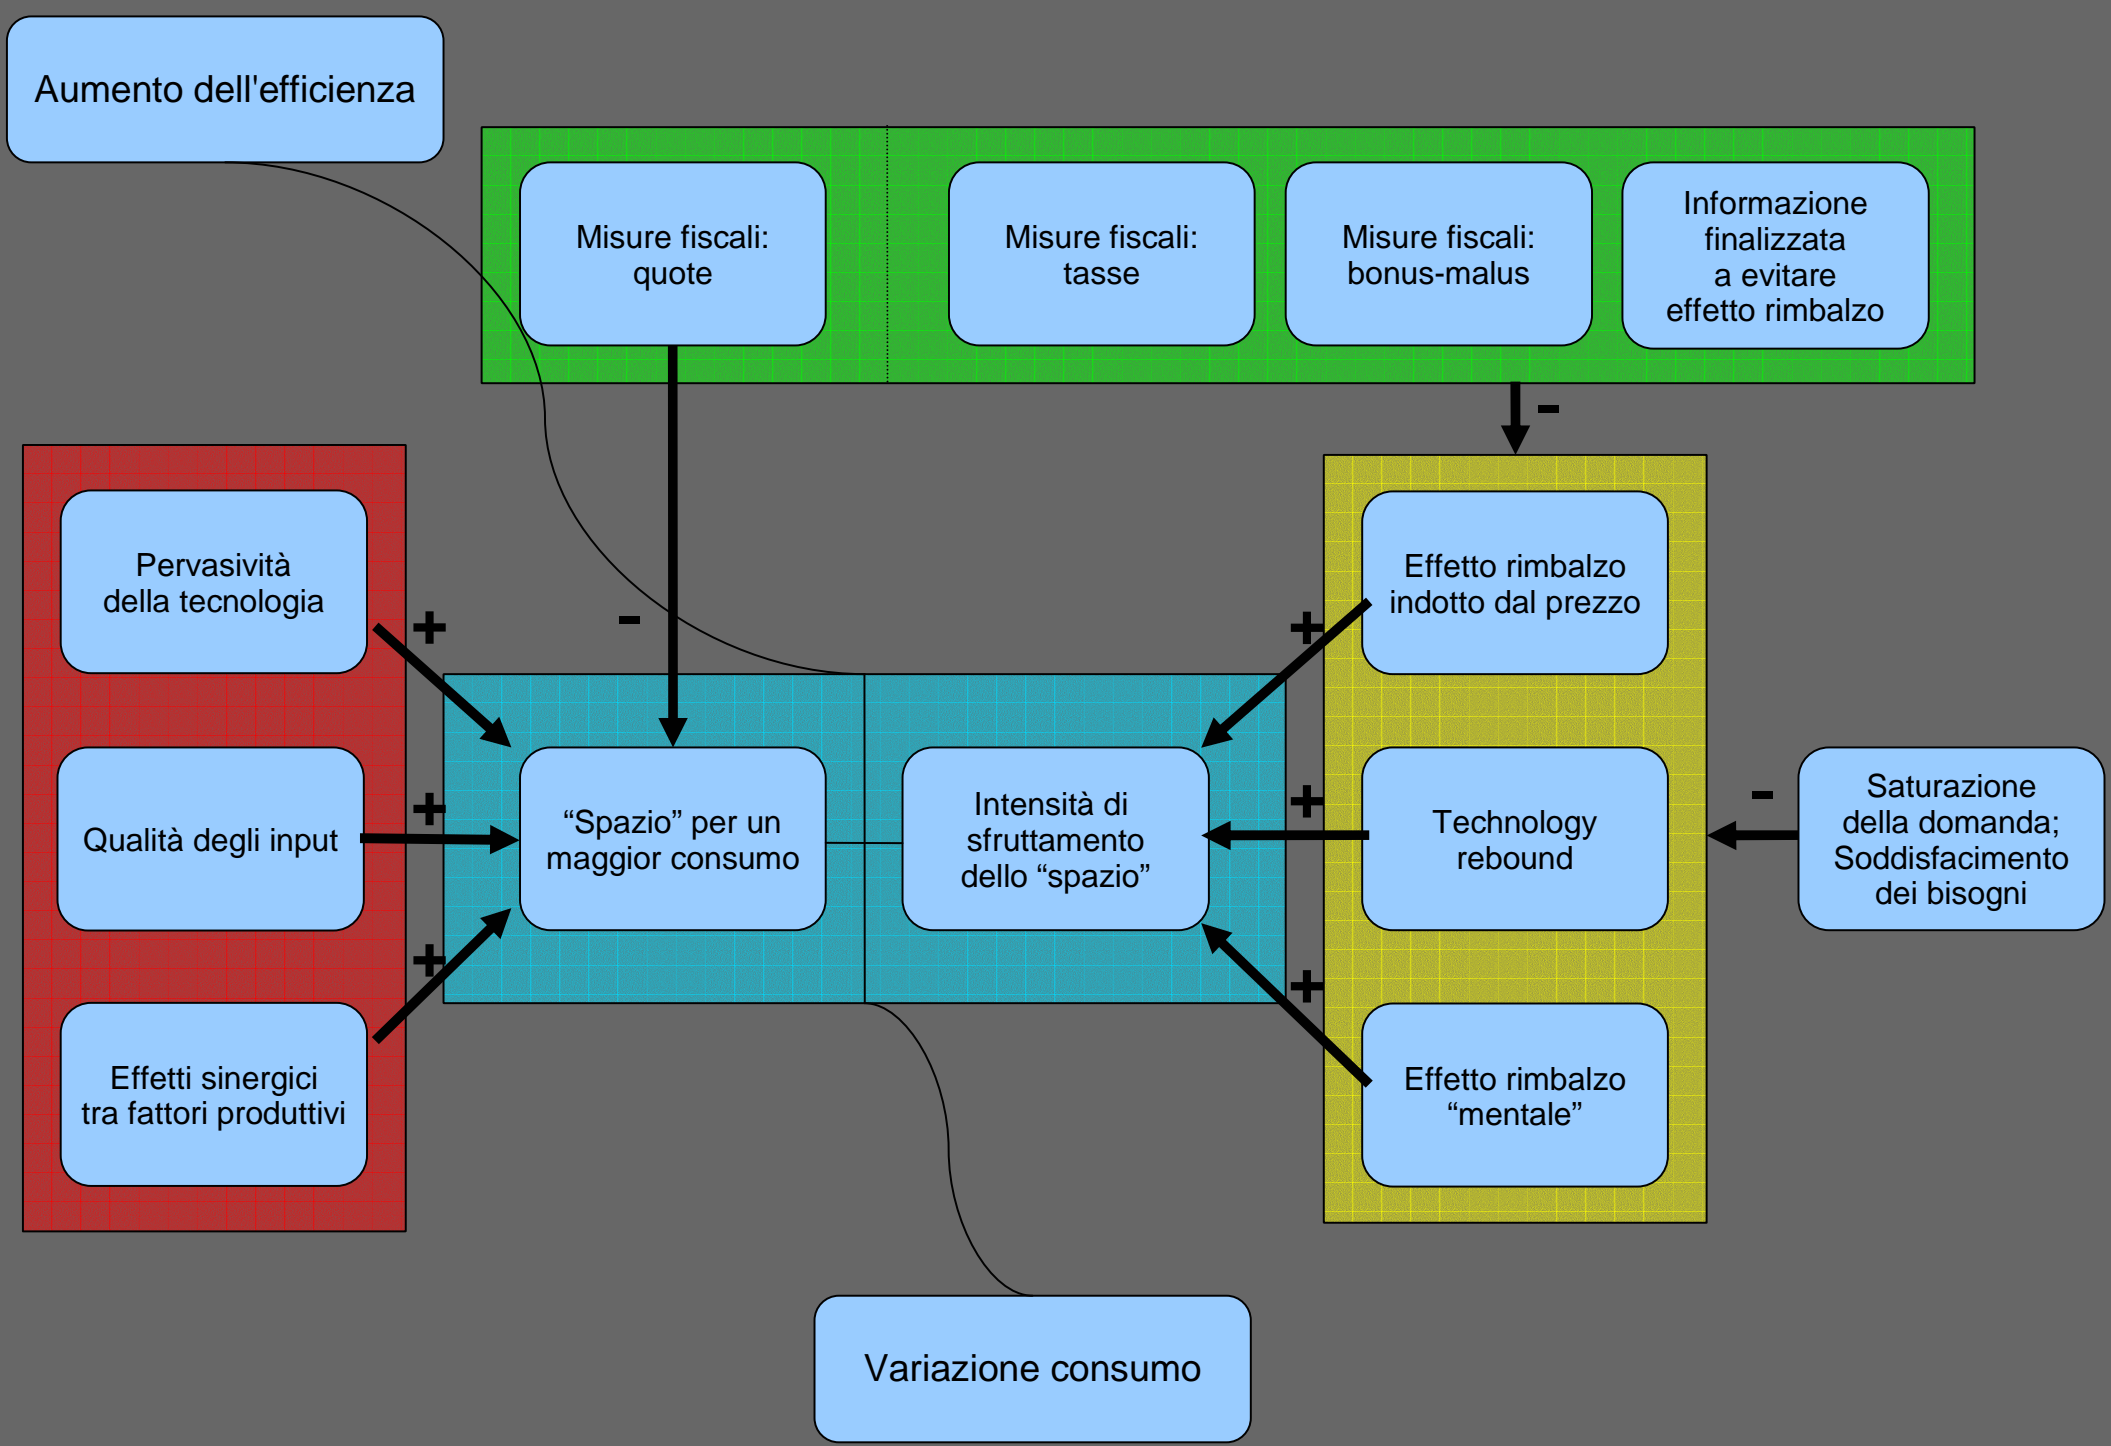 Aumento dell'efficienza
Misure fiscali:
quote
Misure fiscali:
tasse
Misure fiscali:
bonus-malus
Informazione
finalizzata
a evitare
effetto rimbalzo
-
Pervasività
della tecnologia
+
-
+
Effetto rimbalzo
indotto dal prezzo
Qualità degli input
+
“Spazio” per un
maggior consumo
Intensità di
sfruttamento
dello “spazio”
+
Technology
rebound
-
Saturazione
della domanda;
Soddisfacimento
dei bisogni
Effetti sinergici
tra fattori produttivi
+
+
Effetto rimbalzo
“mentale”
Variazione consumo